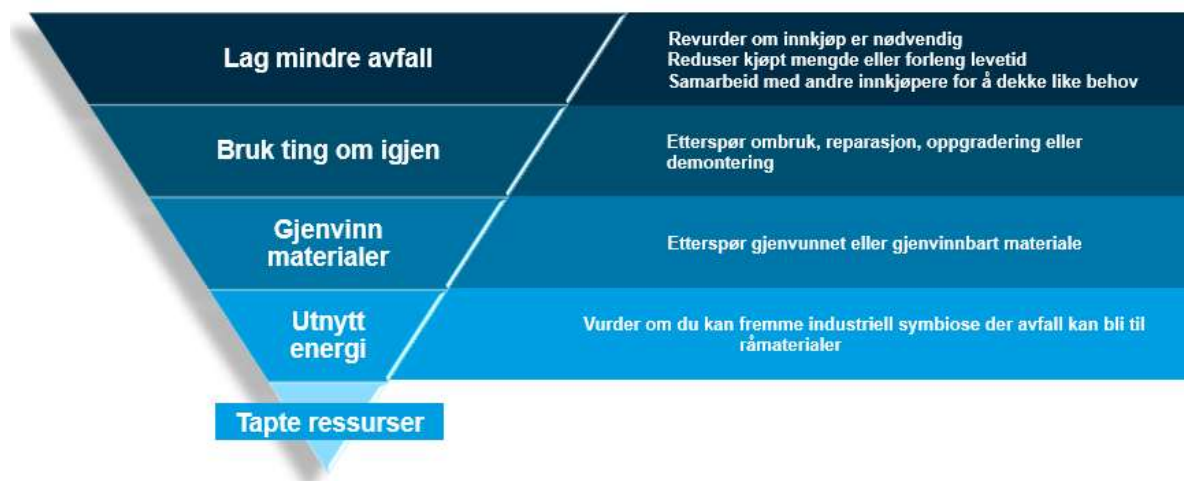 Lag mindre avfall
Revurder om innkjøp er nødvendig
Reduser kjøpt mengde eller forleng levetid
Samarbeid med andre innkjøpere for å dekke like behov
Bruk ting om igjen
Etterspør ombruk, reparasjon, oppgradering eller
demontering
Gjenvinn
materialer
Etterspør gjenvunnet eller gjenvinnbart materiale
Utnytt
energi
Vurder om du kan fremme industriell symbiose der avfall kan bli til
råmaterialer
Tapte ressurser